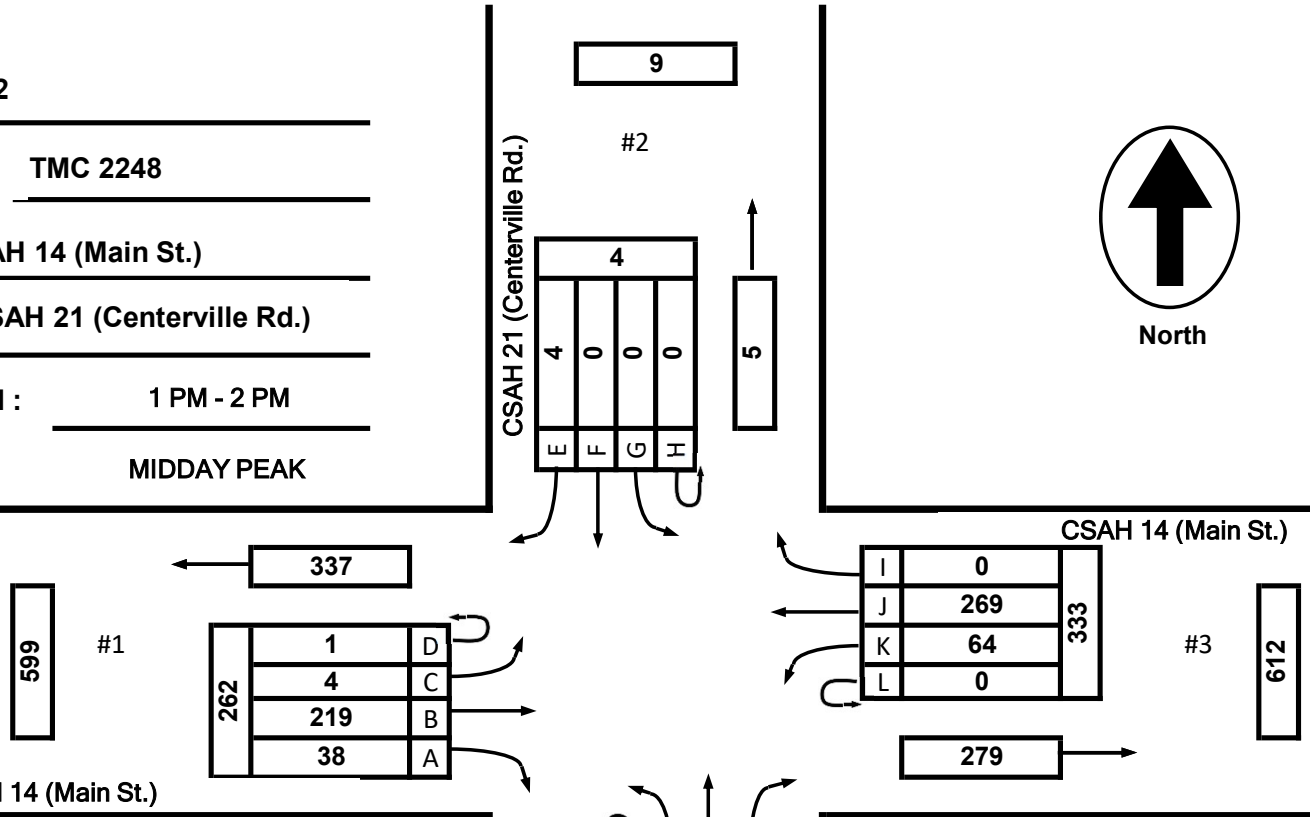 2
TMC 2248
AH 14 (Main St.)
SAH 21 (Centerville Rd.)
:
1 PM - 2 PM
MIDDAY PEAK
9
#2
CSAH 21 (Centerville Rd.)
4
4 0 0 0
5
E F G H
North
CSAH 14 (Main St.)
337
599
#1
262
1 D
4 C
219 B
38 A
14 (Main St.)
I 0
J 269
K 64
L 0
333
#3
612
279